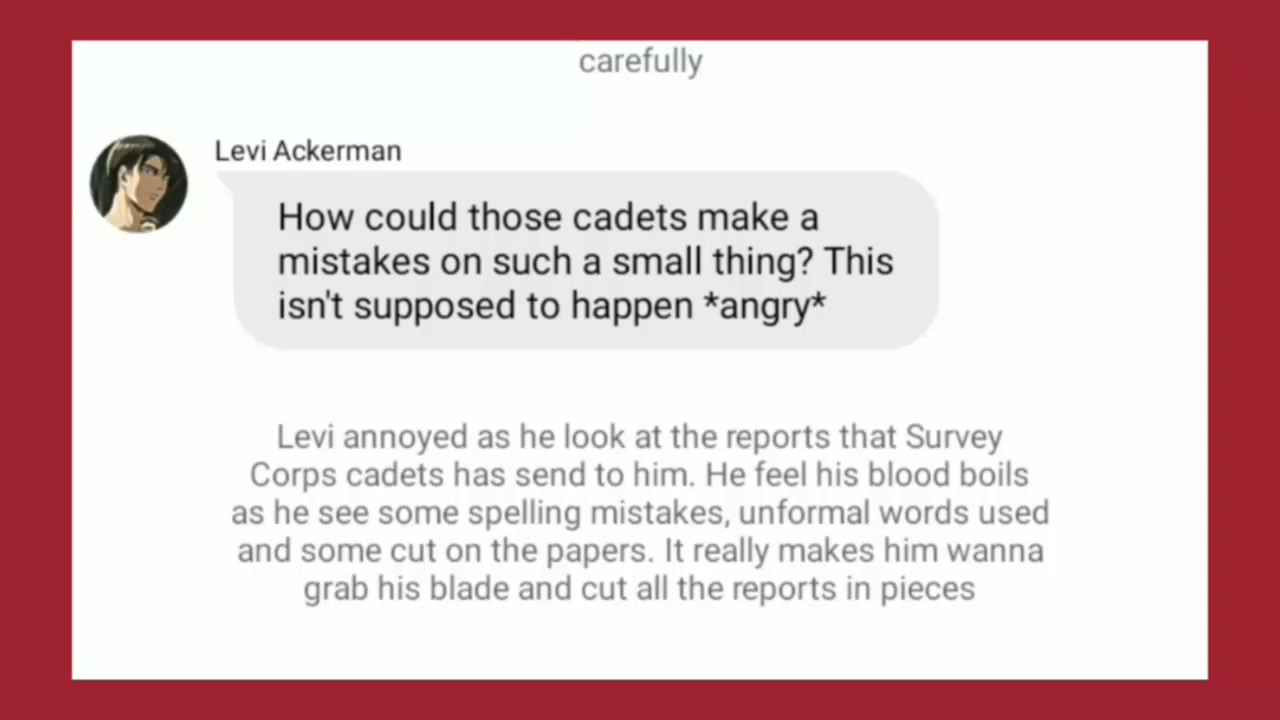 carefully
Levi Ackerman
How could those cadets make a
mistakes on such a small thing? This
isn't supposed to happen *angry*
Levi annoyed as he look at the reports that Survey
Corps cadets has send to him. He feel his blood boils
as he see some spelling mistakes, unformal words used
and some cut on the papers. It really makes him wanna
grab his blade and cut all the reports in pieces